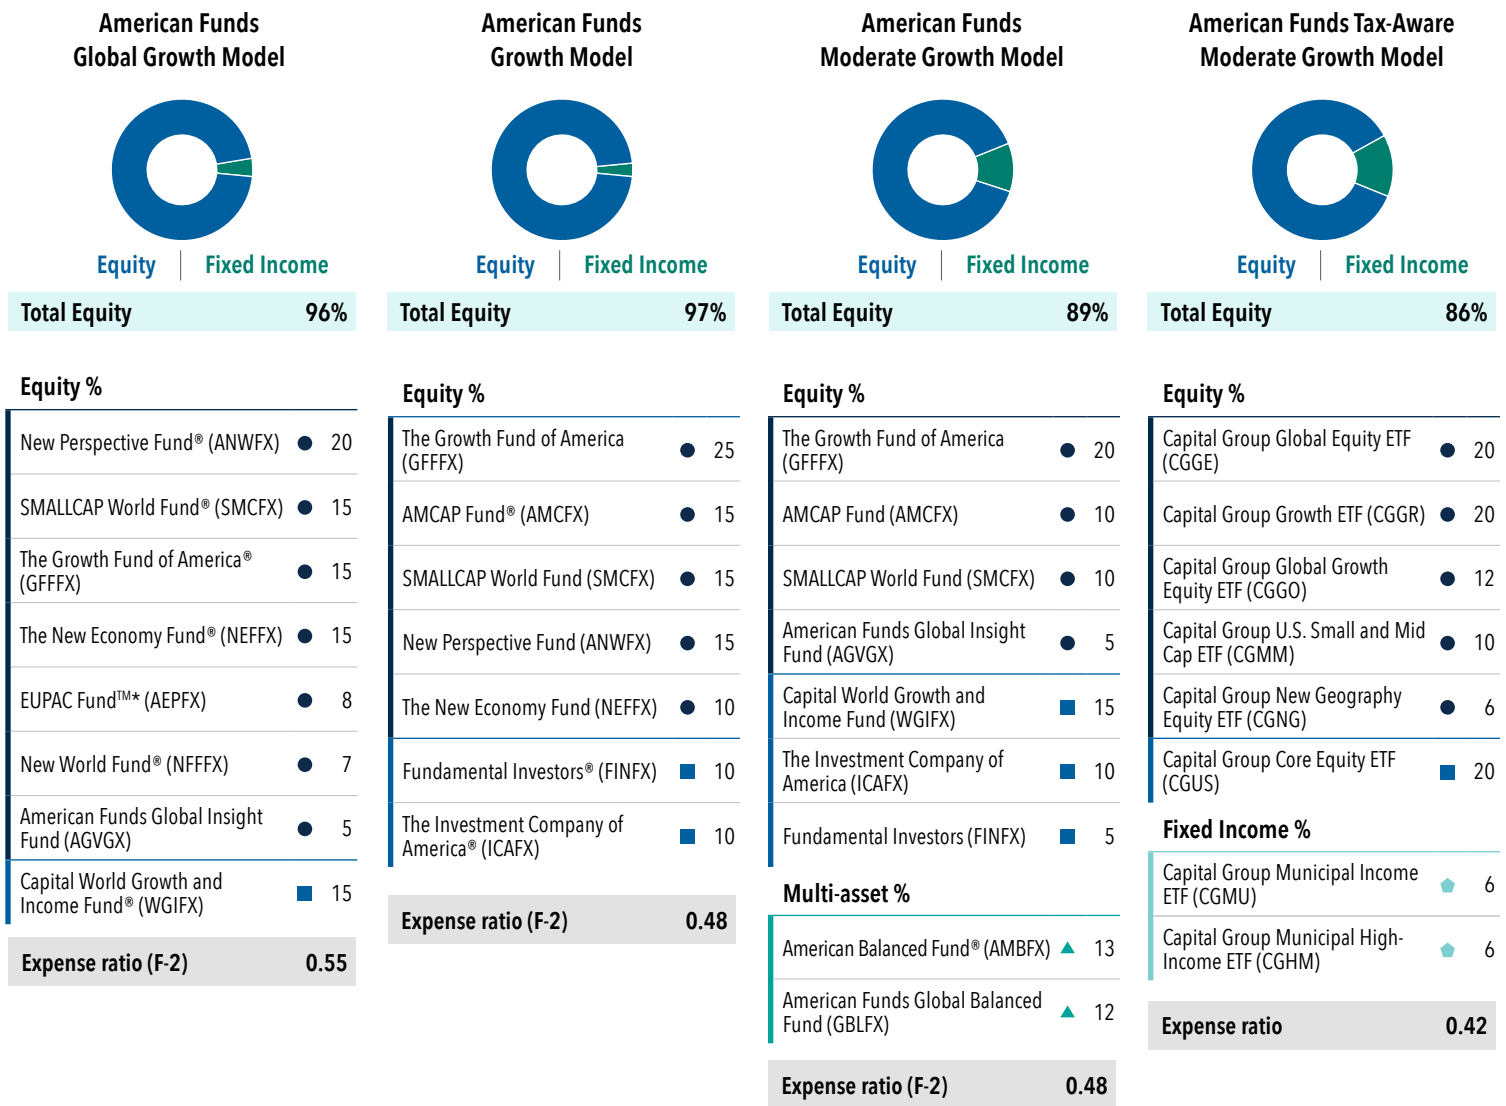 American Funds
Global Growth Model
Equity | Fixed Income
Total Equity 96%
Equity %
New Perspective Fund® (ANWFX) 20
SMALLCAP World Fund® (SMCFX) 15
The Growth Fund of America®
(GFFFX) 15
The New Economy Fund® (NEFFX) 15
EUPAC Fund™* (AEPFX) 8
New World Fund® (NFFFX) 7
American Funds Global Insight
Fund (AGVGX) 5
Capital World Growth and
Income Fund® (WGIFX) 15
Expense ratio (F-2) 0.55
American Funds
Growth Model
Equity | Fixed Income
Total Equity 97%
Equity %
The Growth Fund of America
(GFFFX) 25
AMCAP Fund® (AMCFX) 15
SMALLCAP World Fund (SMCFX) 15
New Perspective Fund (ANWFX) 15
The New Economy Fund (NEFFX) 10
Fundamental Investors® (FINFX) 10
The Investment Company of
America® (ICAFX) 10
Expense ratio (F-2) 0.48
American Funds
Moderate Growth Model
Equity | Fixed Income
Total Equity 89%
Equity %
The Growth Fund of America
(GFFFX) 20
AMCAP Fund (AMCFX) 10
SMALLCAP World Fund (SMCFX) 10
American Funds Global Insight
Fund (AGVGX) 5
Capital World Growth and
Income Fund (WGIFX) 15
The Investment Company of
America (ICAFX) 10
Fundamental Investors (FINFX) 5
Multi-asset %
American Balanced Fund® (AMBFX) 13
American Funds Global Balanced
Fund (GBLFX) 12
Expense ratio (F-2) 0.48
American Funds Tax-Aware
Moderate Growth Model
Equity | Fixed Income
Total Equity 86%
Equity %
Capital Group Global Equity ETF
(CGGE) 20
Capital Group Growth ETF (CGGR) 20
Capital Group Global Growth
Equity ETF (CGGO) 12
Capital Group U.S. Small and Mid
Cap ETF (CGMM) 10
Capital Group New Geography
Equity ETF (CGNG) 6
Capital Group Core Equity ETF
(CGUS) 20
Fixed Income %
Capital Group Municipal Income
ETF (CGMU) 6
Capital Group Municipal High-
Income ETF (CGHM) 6
Expense ratio 0.42